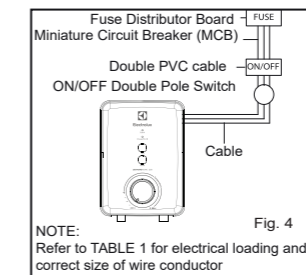 Fuse Distributor Board
FUSE
Miniature Circuit Breaker (MCB)
Double PVC cable
ON/OFF
ON/OFF Double Pole Switch
Electrolux
Cable
Fig. 4
NOTE:
Refer to TABLE 1 for electrical loading and
correct size of wire conductor